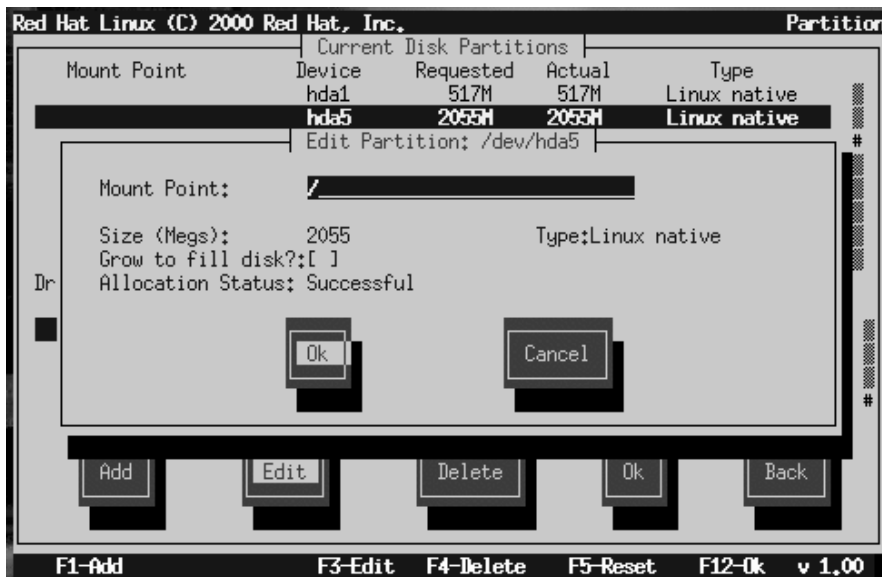 Red Hat Linux (C) 2000 Red Hat, Inc. Partition
Current Disk Partitions
Mount Point Device Requested Actual Type
hda1 517M 517M Linux native
hda5 2055M 2055M Linux native
#
Edit Partition: /dev/hda5
Mount Point: /
Size (Megs): 2055 Type:Linux native
Grow to fill disk?:[ ]
Dr Allocation Status: Successful
Ok Cancel
#
Add Edit Delete Ok Back
F1-Add F3-Edit F4-Delete F5-Reset F12-Ok v 1.00